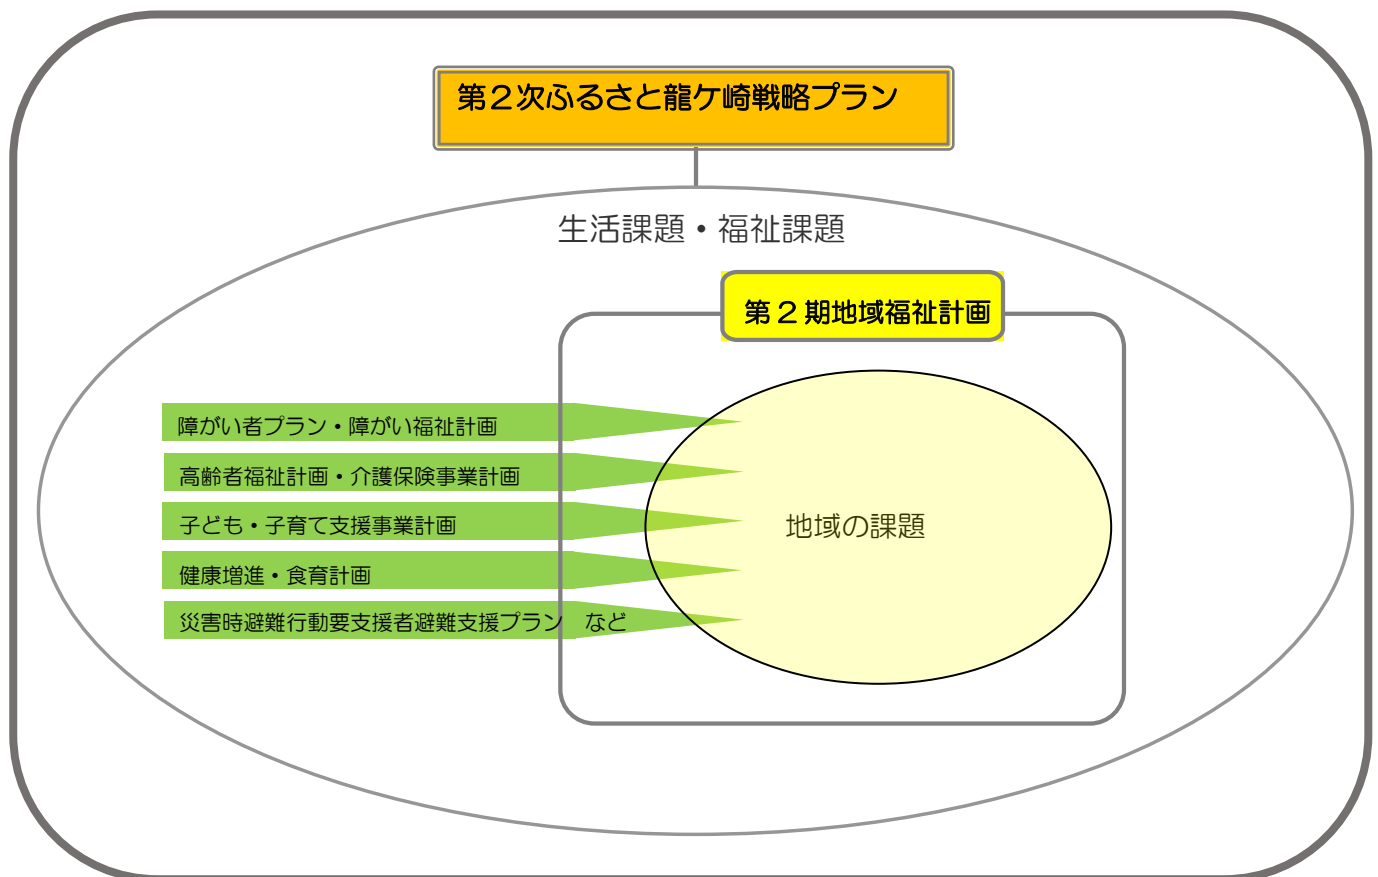 第２次ふるさと龍ケ崎戦略プラン
生活課題・福祉課題
第２期地域福祉計画
障がい者プラン・障がい福祉計画
高齢者福祉計画・介護保険事業計画
子ども・子育て支援事業計画
地域の課題
健康増進・食育計画
災害時避難行動要支援者避難支援プラン　など